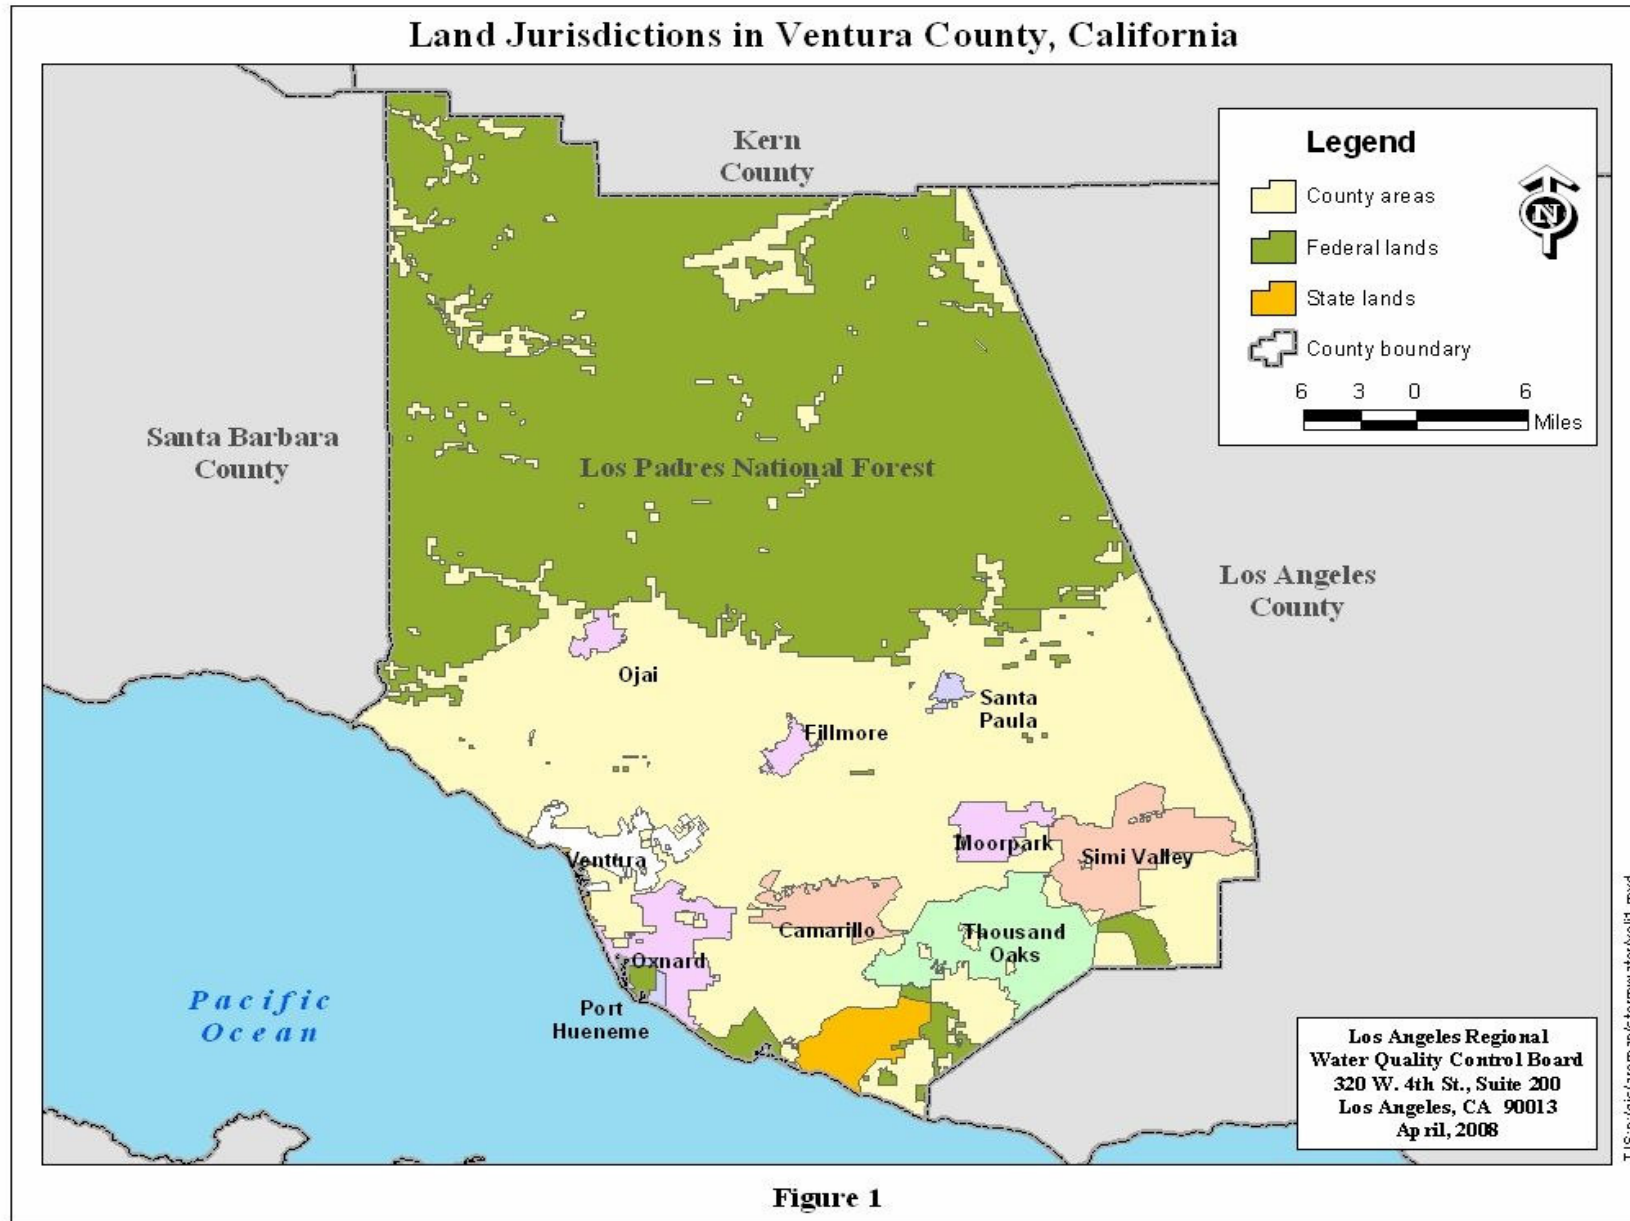 Land Jurisdictions in Ventura County, California
Kern
County
Legend
County areas
Federal lands
State lands
County boundary
N
6 3 0 6
Miles
Santa Barbara
County
Los Padres National Forest
Los Angeles
County
Ojai
Santa
Paula
Fillmore
Moorpark
Simi Valley
Ventura
Camarillo
Thousand
Oaks
Oxnard
Port
Hueneme
Pacific
Ocean
Los Angeles Regional
Water Quality Control Board
320 W. 4th St., Suite 200
Los Angeles, CA 90013
April, 2008
Figure 1